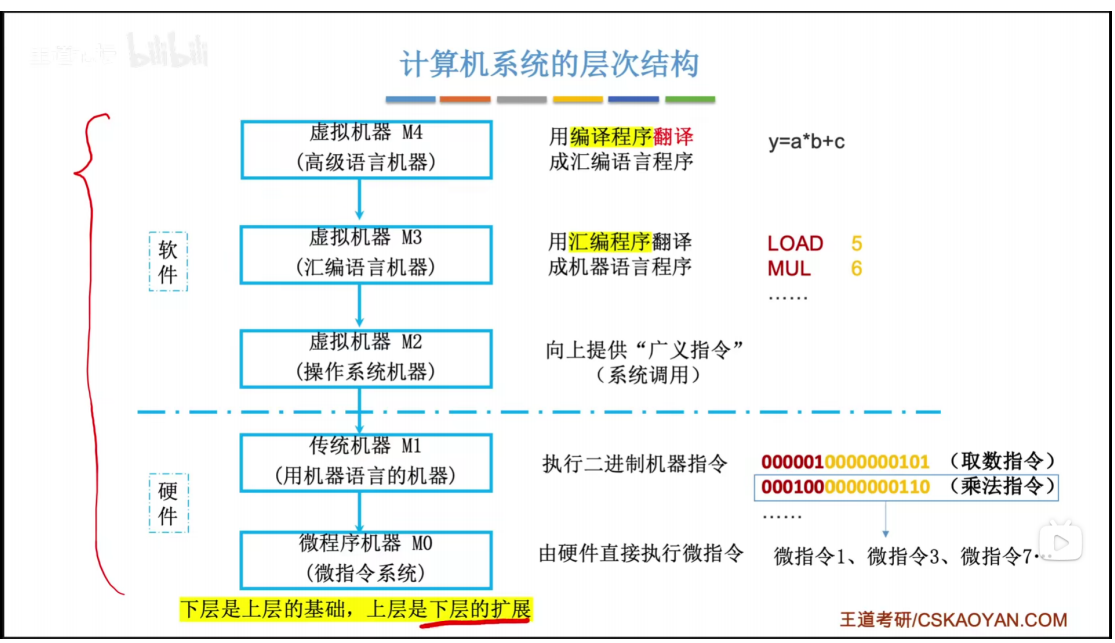 bilibili
计算机系统的层次结构
虚拟机器 M4
(高级语言机器)
用编译程序翻译
成汇编语言程序
y=a*b+c
软
件
虚拟机器 M3
(汇编语言机器)
用汇编程序翻译
成机器语言程序
LOAD 5
MUL 6
……
虚拟机器 M2
(操作系统机器)
向上提供“广义指令”
(系统调用)
硬
件
传统机器 M1
(用机器语言的机器)
执行二进制机器指令
0000010000000101 (取数指令)
0001000000000110 (乘法指令)
……
微程序机器 M0
(微指令系统)
由硬件直接执行微指令
微指令1、微指令3、微指令7…
下层是上层的基础，上层是下层的扩展
王道考研/CSKAOYAN.COM